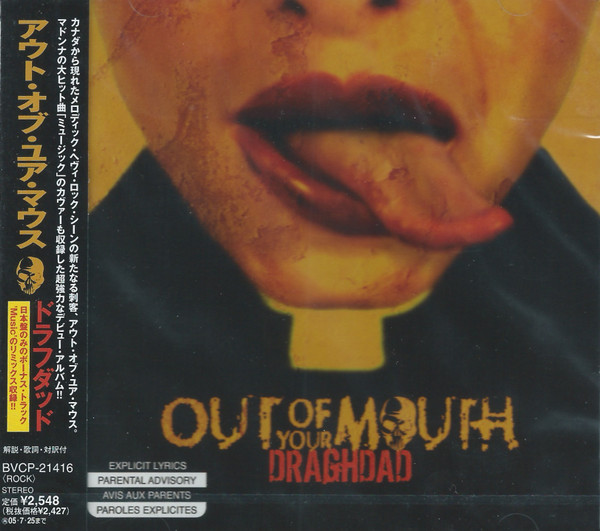 カナダから現れたメロディック・ヘヴィ・ロック・シーンの新たなる刺客、アウト・オブ・ユア・マウス。
マドンナの大ヒット曲「ミュージック」のカヴァーも収録した超強力なデビュー・アルバム!!
アウト・オブ・ユア・マウス
ドラフダッド
日本盤のみのボーナス・トラック
"Music"のリミックス収録!!
解説・歌詞・対訳付
BVCP-21416
(ROCK)
STEREO
定価 ¥2,548
(税抜価格¥2,427)
05・7・25まで
OUT OF YOUR MOUTH
DRAGHDAD
EXPLICIT LYRICS
PARENTAL ADVISORY
AVIS AUX PARENTS
PAROLES EXPLICITES